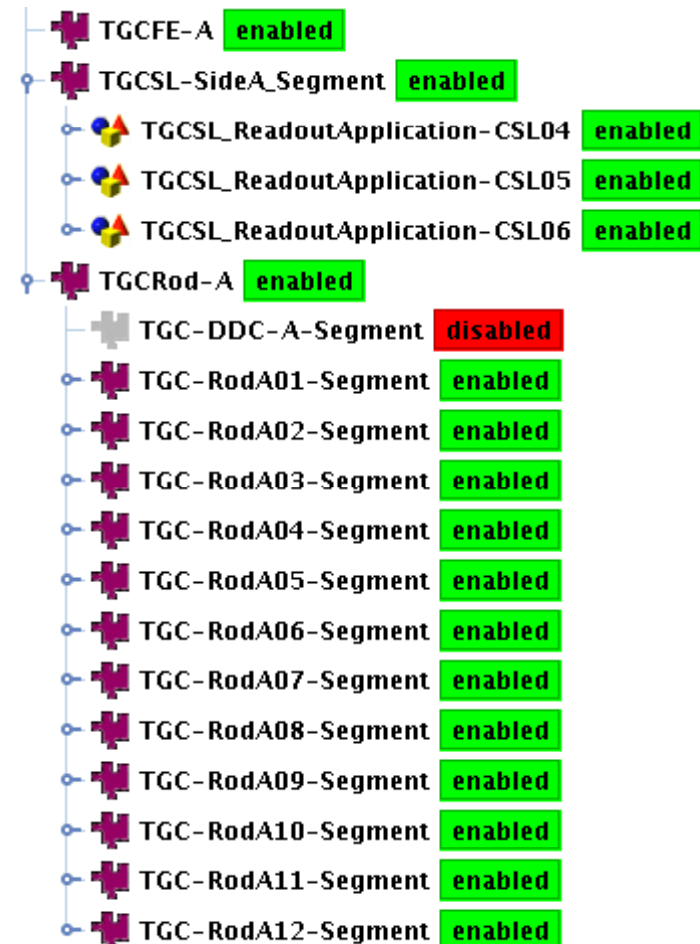 TGCFE-A enabled
TGCSL-SideA_Segment enabled
TGCSL_ReadoutApplication-CSL04 enabled
TGCSL_ReadoutApplication-CSL05 enabled
TGCSL_ReadoutApplication-CSL06 enabled
TGCRod-A enabled
TGC-DDC-A-Segment disabled
TGC-RodA01-Segment enabled
TGC-RodA02-Segment enabled
TGC-RodA03-Segment enabled
TGC-RodA04-Segment enabled
TGC-RodA05-Segment enabled
TGC-RodA06-Segment enabled
TGC-RodA07-Segment enabled
TGC-RodA08-Segment enabled
TGC-RodA09-Segment enabled
TGC-RodA10-Segment enabled
TGC-RodA11-Segment enabled
TGC-RodA12-Segment enabled